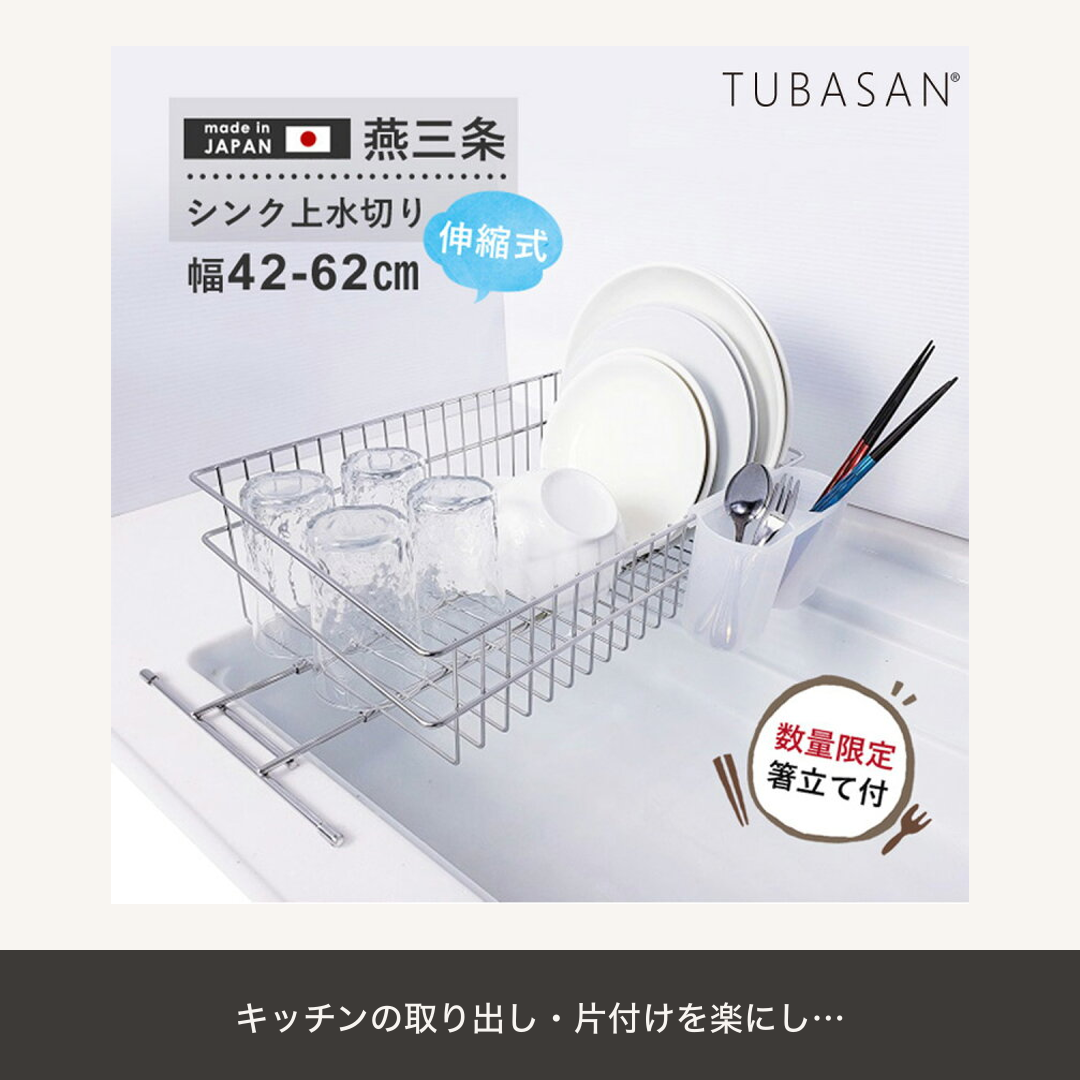 TUBASAN®
made in
JAPAN
燕三条
シンク上水切り
伸縮式
幅42-62㎝
数量限定
箸立て付
キッチンの取り出し・片付けを楽にし…